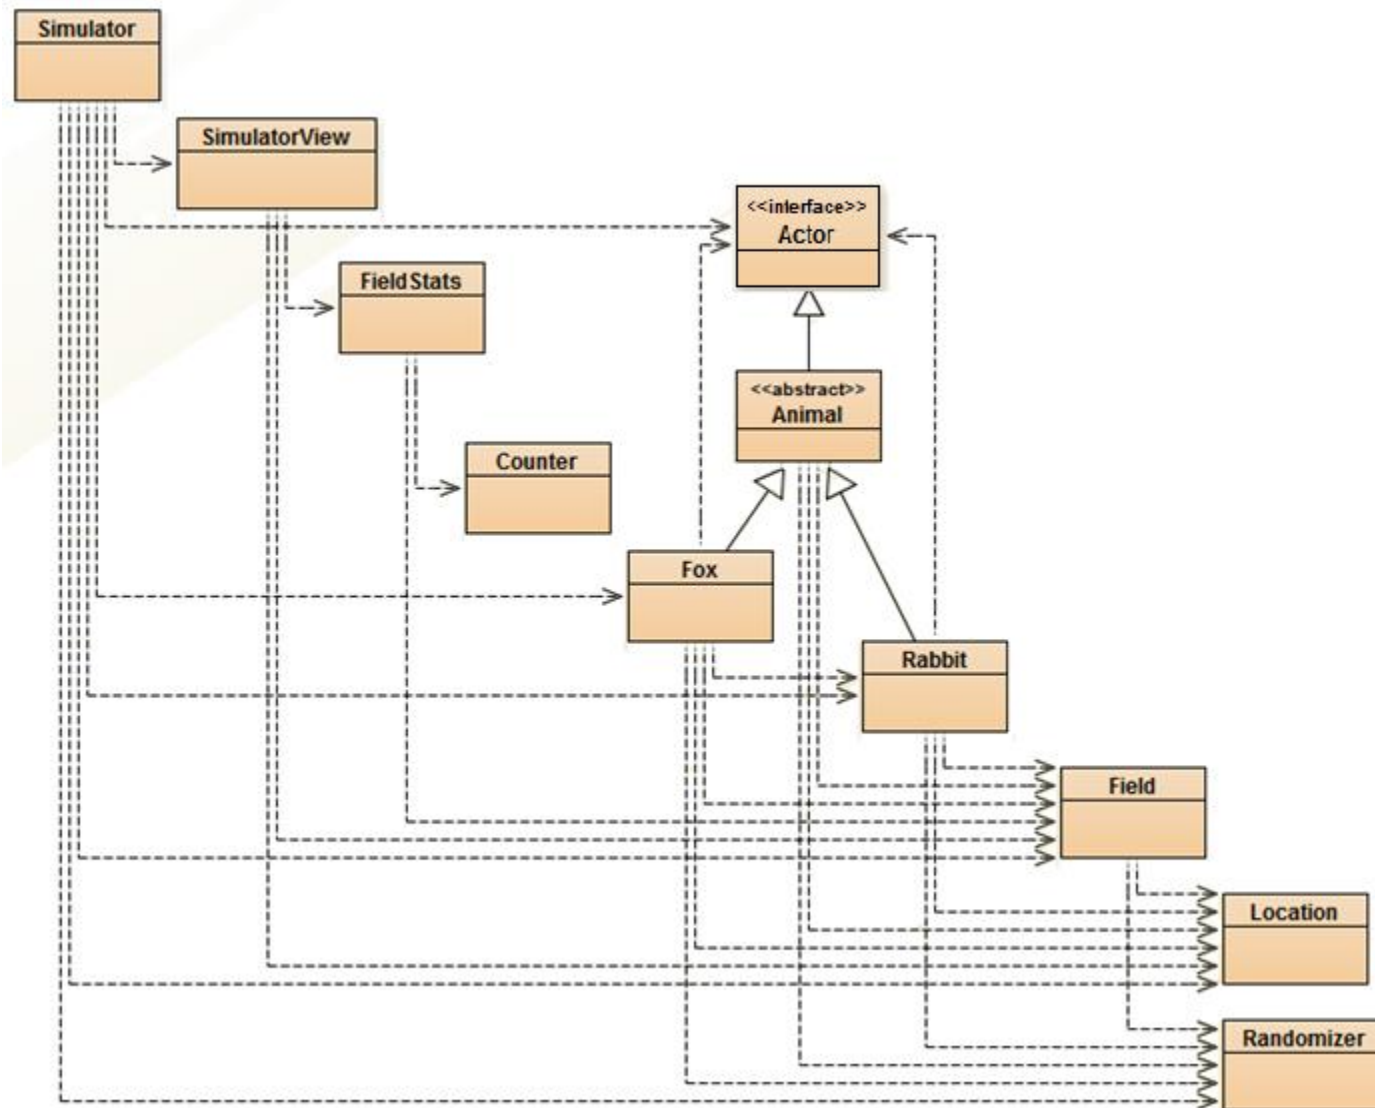 Simulator
SimulatorView
<<interface>>
Actor
FieldStats
<<abstract>>
Animal
Counter
Fox
Rabbit
Field
Location
Randomizer